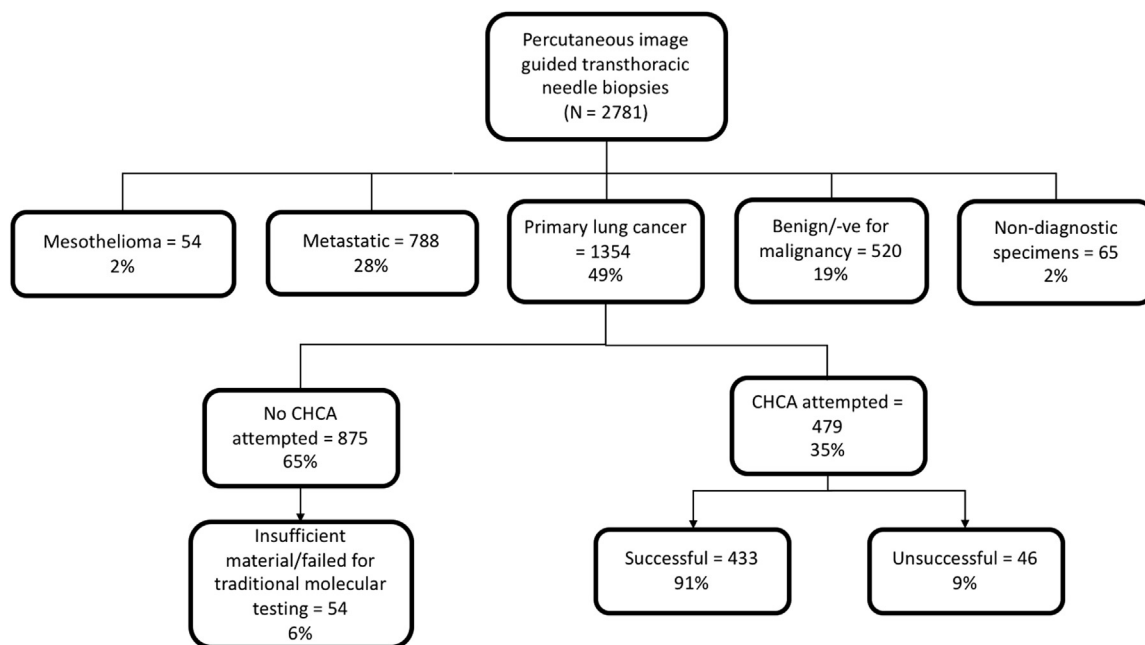 Percutaneous image
guided transthoracic
needle biopsies
(N = 2781)
Mesothelioma = 54
2%
Metastatic = 788
28%
Primary lung cancer
= 1354
49%
Benign/-ve for
malignancy = 520
19%
Non-diagnostic
specimens = 65
2%
No CHCA
attempted = 875
65%
CHCA attempted =
479
35%
Insufficient
material/failed for
traditional molecular
testing = 54
6%
Successful = 433
91%
Unsuccessful = 46
9%